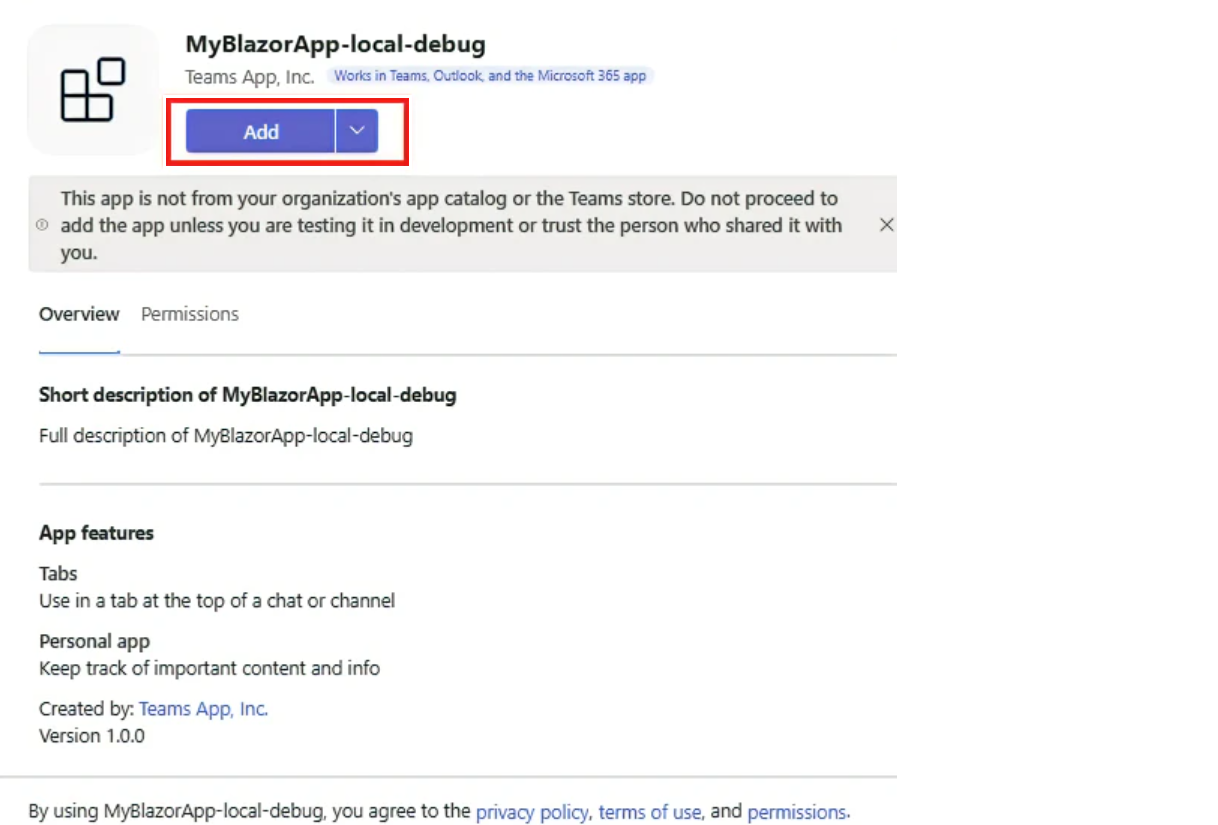 MyBlazorApp-local-debug
Teams App, Inc. Works in Teams, Outlook, and the Microsoft 365 app
Add
This app is not from your organization's app catalog or the Teams store. Do not proceed to
add the app unless you are testing it in development or trust the person who shared it with
you.
Overview Permissions
Short description of MyBlazorApp-local-debug
Full description of MyBlazorApp-local-debug
App features
Tabs
Use in a tab at the top of a chat or channel
Personal app
Keep track of important content and info
Created by: Teams App, Inc.
Version 1.0.0
By using MyBlazorApp-local-debug, you agree to the privacy policy, terms of use, and permissions.